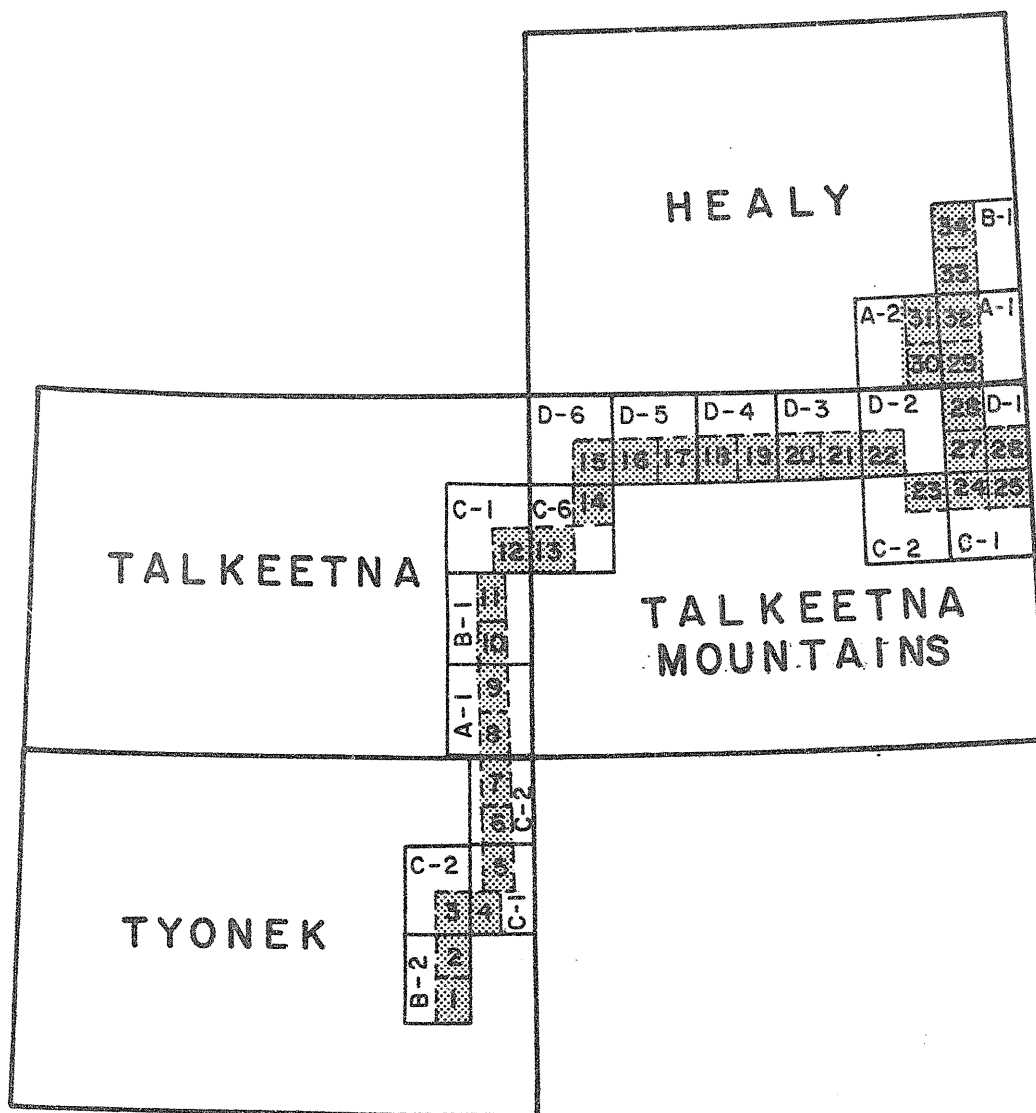 HEALY
34 B-1
33
A-2 31 32 A-1
30 29
D-6 D-5 D-4 D-3 D-2 28 D-1
15 16 17 18 19 20 21 22 27 26
C-1 C-6 14 23 24 25
12 13 C-2 C-1
TALKEETNA
TALKEETNA
MOUNTAINS
B-1 11
10
A-1 9
8
7 C-2
6
C-2 5
3 4 C-1
TYONEK
B-2 2
1